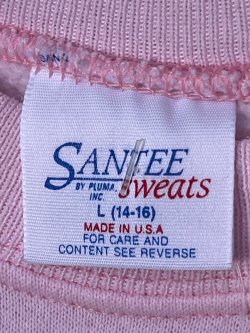 SANTEE
BY PLUMA, Sweats
INC.
L (14-16)
MADE IN U.S.A
FOR CARE AND
CONTENT SEE REVERSE